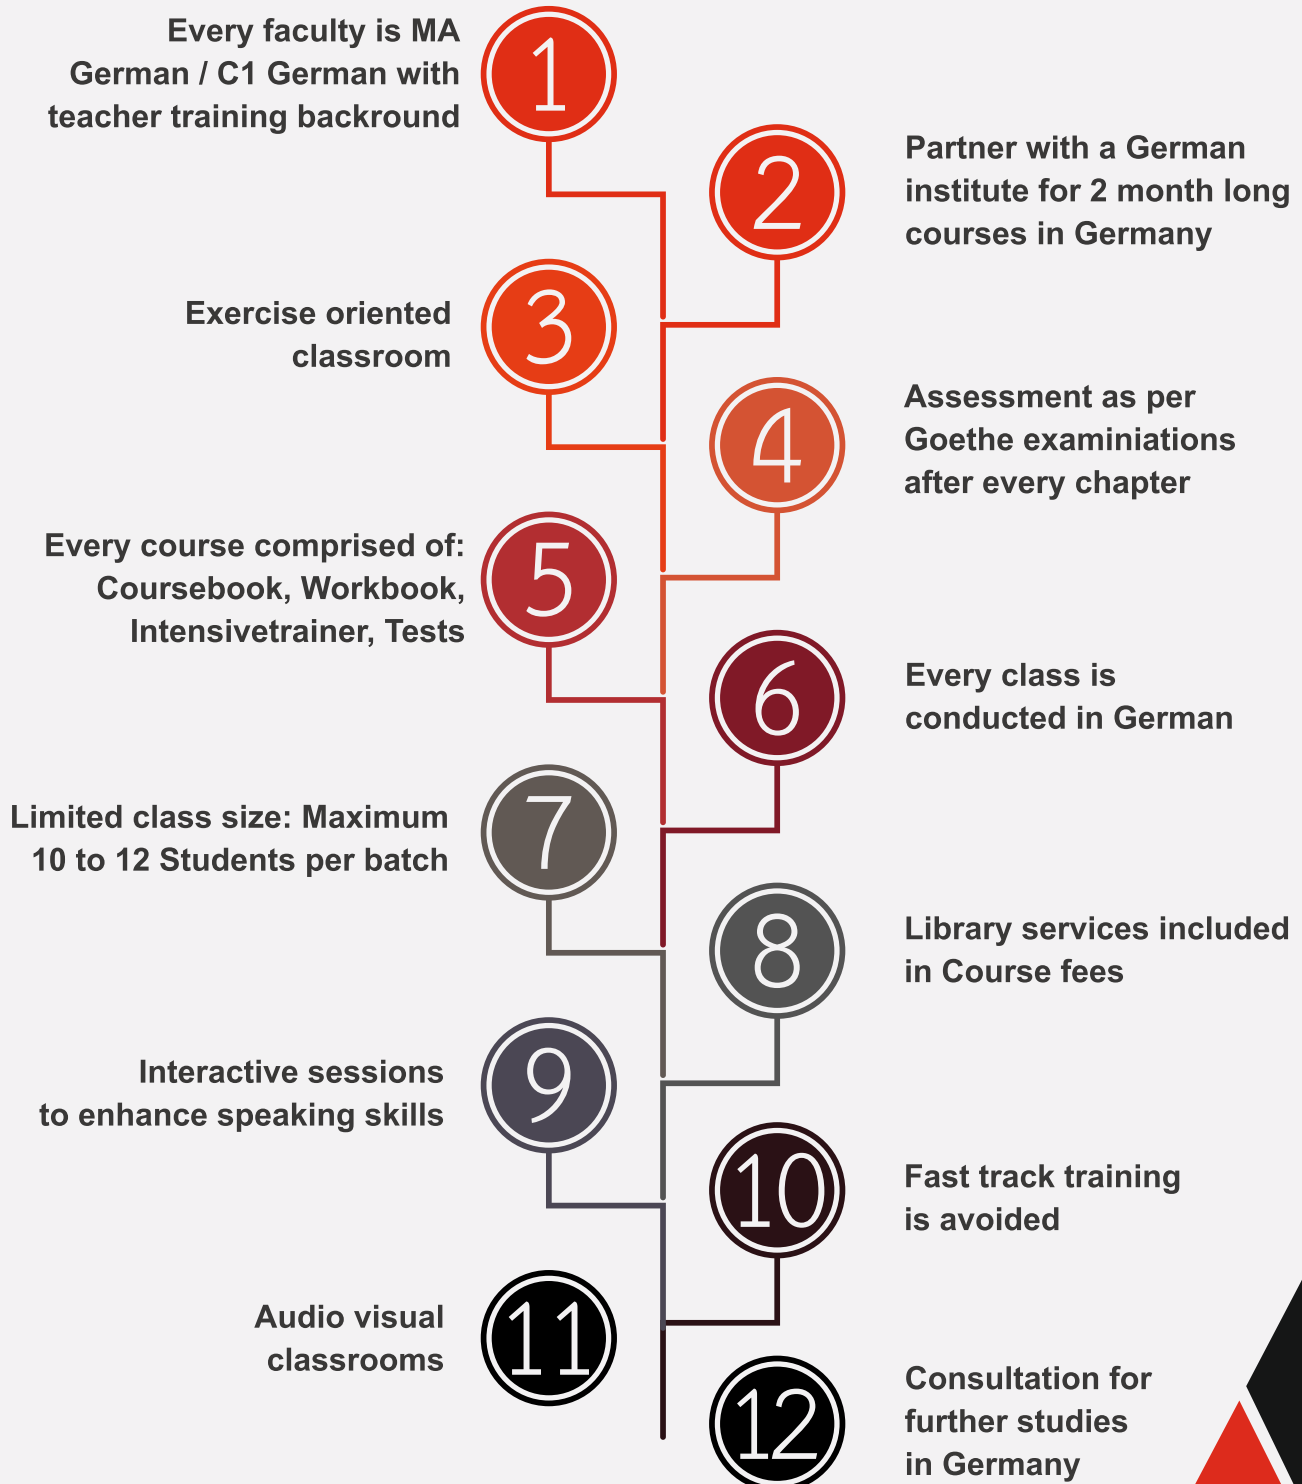 Every faculty is MA
German / C1 German with
teacher training backround
1
2
Partner with a German
institute for 2 month long
courses in Germany
Exercise oriented
classroom
3
4
Assessment as per
Goethe examiniations
after every chapter
Every course comprised of:
Coursebook, Workbook,
Intensivetrainer, Tests
5
6
Every class is
conducted in German
Limited class size: Maximum
10 to 12 Students per batch
7
8
Library services included
in Course fees
Interactive sessions
to enhance speaking skills
9
10
Fast track training
is avoided
Audio visual
classrooms
11
12
Consultation for
further studies
in Germany